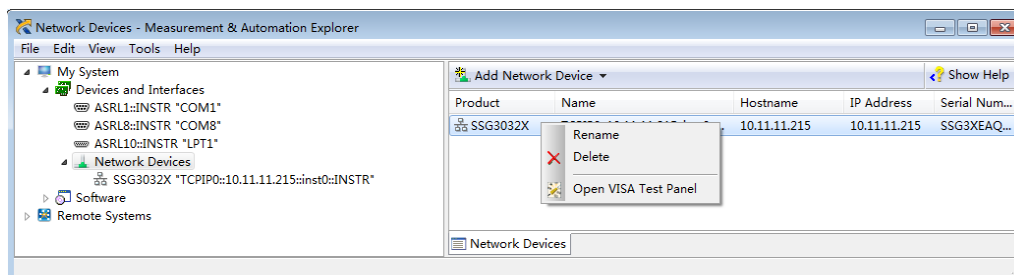 Network Devices - Measurement & Automation Explorer
File Edit View Tools Help
My System
Devices and Interfaces
ASRL1::INSTR "COM1"
ASRL8::INSTR "COM8"
ASRL10::INSTR "LPT1"
Network Devices
SSG3032X "TCPIP0::10.11.11.215::inst0::INSTR"
Software
Remote Systems
Add Network Device
Show Help
Product Name Hostname IP Address Serial Num...
SSG3032X 10.11.11.215 10.11.11.215 SSG3XEAQ...
Rename
Delete
Open VISA Test Panel
Network Devices